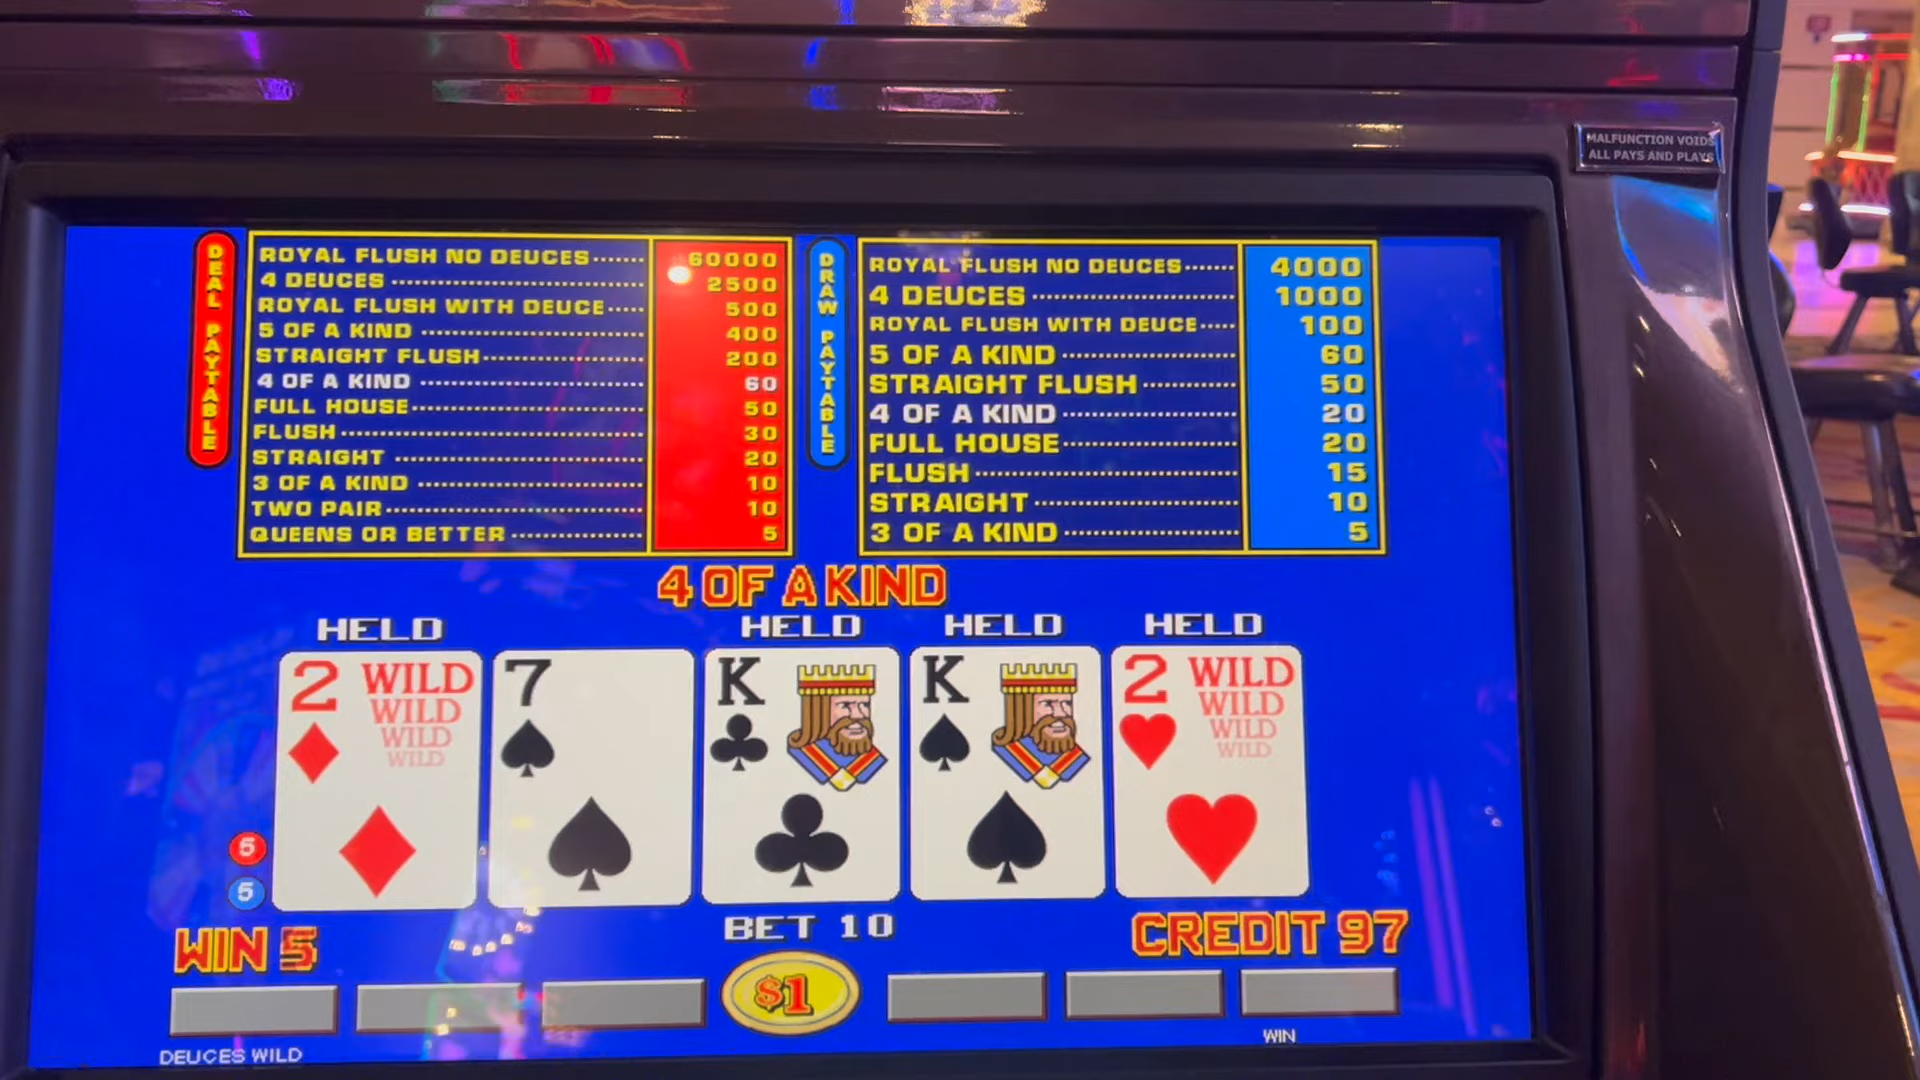 MALFUNCTION VOIDS
ALL PAYS AND PLAYS
DEAL PAYTABLE
ROYAL FLUSH NO DEUCES 60000
4 DEUCES 2500
ROYAL FLUSH WITH DEUCE 500
5 OF A KIND 400
STRAIGHT FLUSH 200
4 OF A KIND 60
FULL HOUSE 50
FLUSH 30
STRAIGHT 20
3 OF A KIND 10
TWO PAIR 10
QUEENS OR BETTER 5
DRAW PAYTABLE
ROYAL FLUSH NO DEUCES 4000
4 DEUCES 1000
ROYAL FLUSH WITH DEUCE 100
5 OF A KIND 60
STRAIGHT FLUSH 50
4 OF A KIND 20
FULL HOUSE 20
FLUSH 15
STRAIGHT 10
3 OF A KIND 5
4 OF A KIND
HELD HELD HELD HELD
2 WILD 7 K K 2 WILD
WILD WILD
WILD WILD
WILD WILD
5
5
WIN 5 BET 10 CREDIT 97
$1
WIN
DEUCES WILD